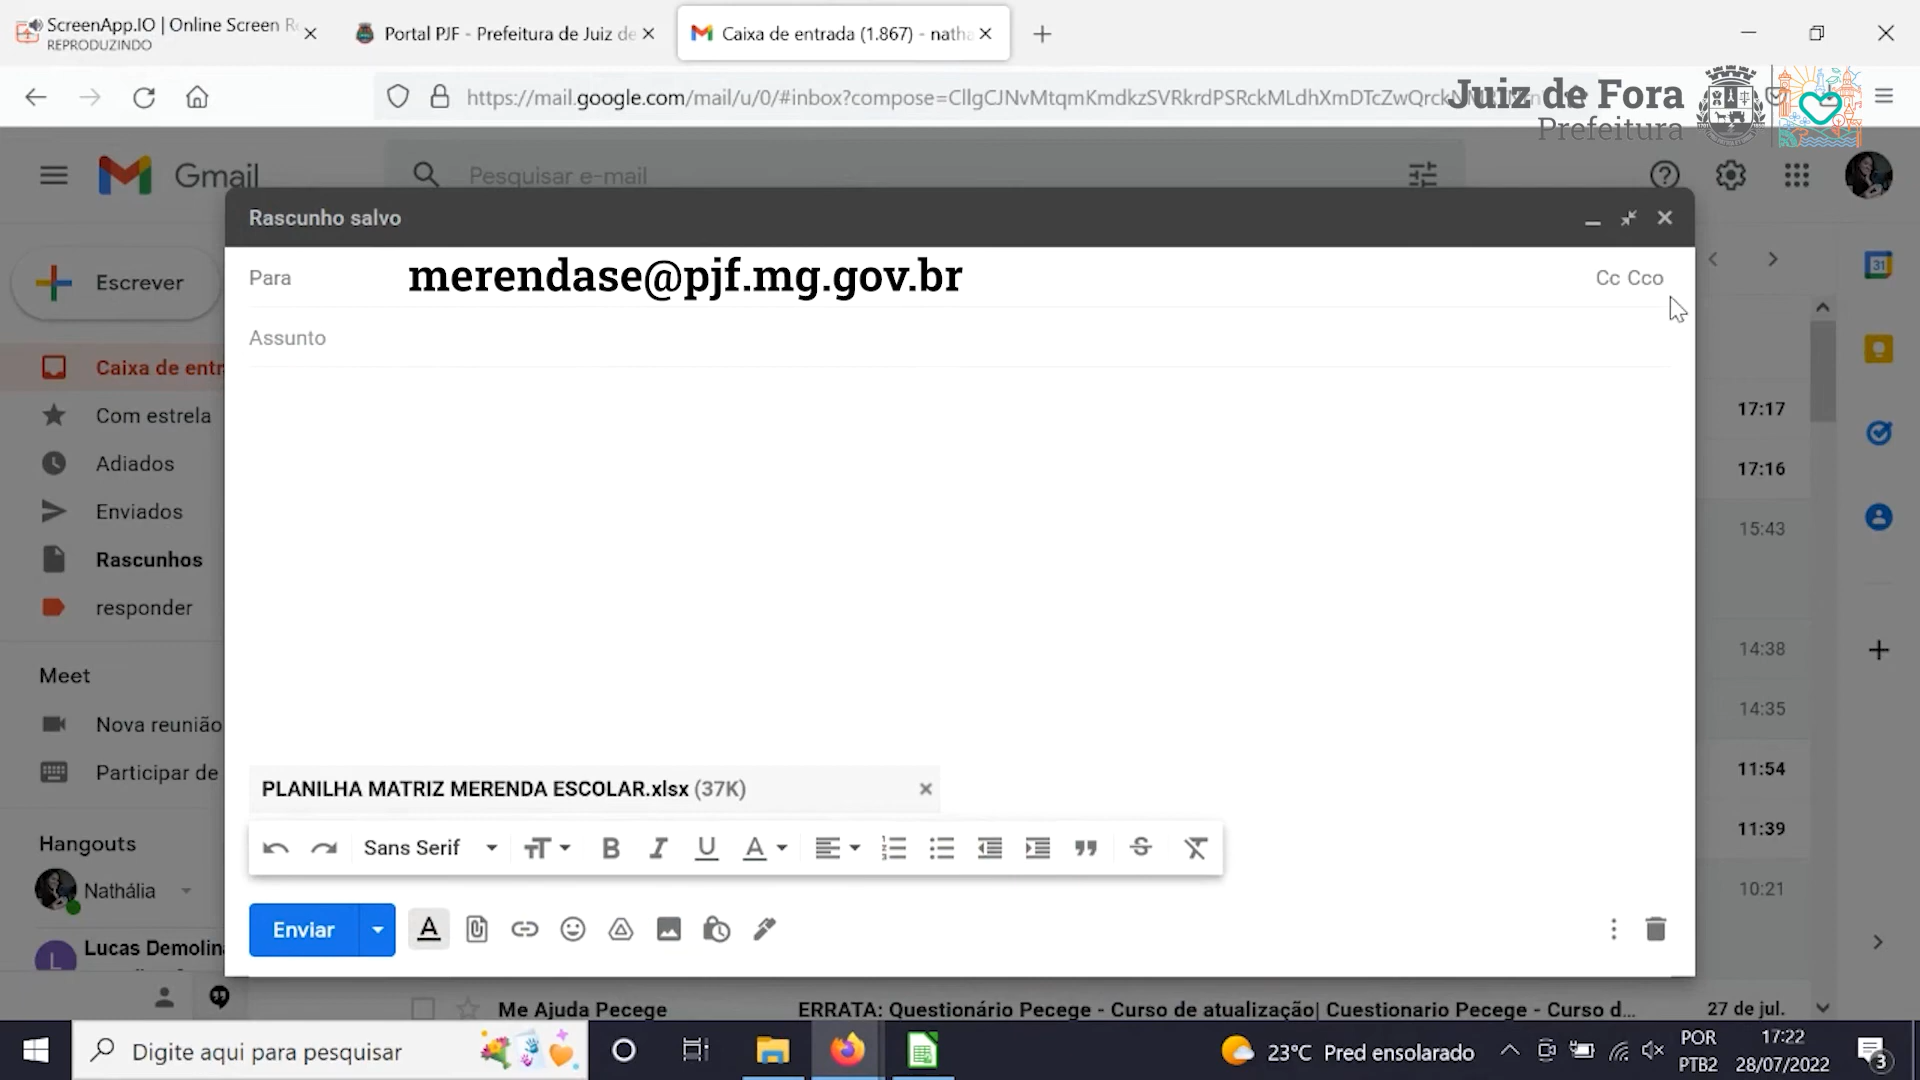 ScreenApp.IO | Online Screen R
REPRODUZINDO
Portal PJF - Prefeitura de Juiz de
Caixa de entrada (1.867) - natha
https://mail.google.com/mail/u/0/#inbox?compose=CllgCJNvMtqmKmdkzSVRkrdPSRckMLdhXmDTcZwQrck
Juiz de Fora
Prefeitura
Gmail
Pesquisar e-mail
Rascunho salvo
Para
merendase@pjf.mg.gov.br
Cc Cco
Assunto
Escrever
Caixa de entr
Com estrela
Adiados
Enviados
Rascunhos
responder
Meet
Nova reunião
Participar de
Hangouts
Nathália
L
Lucas Demolin
31
17:17
17:16
15:43
14:38
14:35
11:54
11:39
10:21
PLANILHA MATRIZ MERENDA ESCOLAR.xlsx (37K)
Sans Serif
Enviar
Me Ajuda Pecege
ERRATA: Questionário Pecege - Curso de atualização| Cuestionario Pecege - Curso d...
27 de jul.
Digite aqui para pesquisar
23°C Pred ensolarado
POR
PTB2
17:22
28/07/2022
3